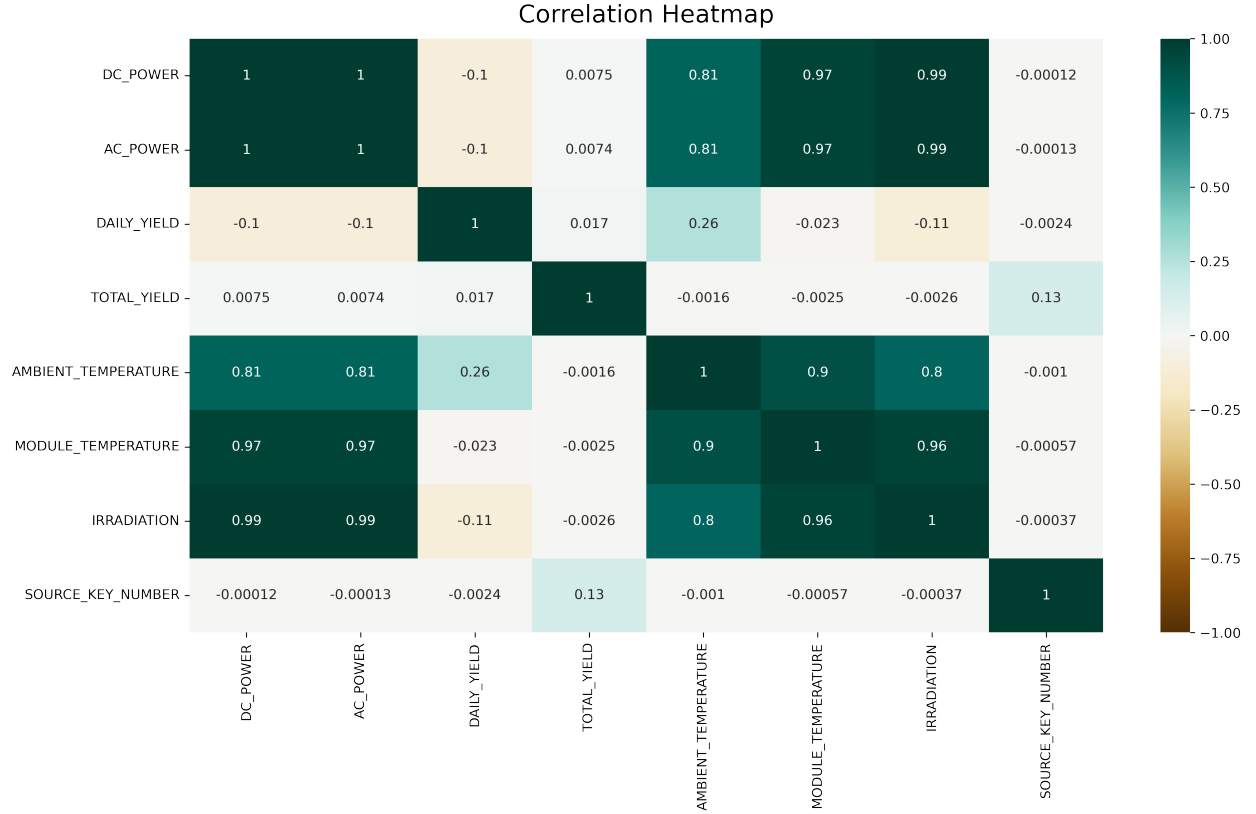 Correlation Heatmap
DC_POWER 1 1 -0.1 0.0075 0.81 0.97 0.99 -0.00012
AC_POWER 1 1 -0.1 0.0074 0.81 0.97 0.99 -0.00013
DAILY_YIELD -0.1 -0.1 1 0.017 0.26 -0.023 -0.11 -0.0024
TOTAL_YIELD 0.0075 0.0074 0.017 1 -0.0016 -0.0025 -0.0026 0.13
AMBIENT_TEMPERATURE 0.81 0.81 0.26 -0.0016 1 0.9 0.8 -0.001
MODULE_TEMPERATURE 0.97 0.97 -0.023 -0.0025 0.9 1 0.96 -0.00057
IRRADIATION 0.99 0.99 -0.11 -0.0026 0.8 0.96 1 -0.00037
SOURCE_KEY_NUMBER -0.00012 -0.00013 -0.0024 0.13 -0.001 -0.00057 -0.00037 1
DC_POWER
AC_POWER
DAILY_YIELD
TOTAL_YIELD
AMBIENT_TEMPERATURE
MODULE_TEMPERATURE
IRRADIATION
SOURCE_KEY_NUMBER
1.00
0.75
0.50
0.25
0.00
−0.25
−0.50
−0.75
−1.00